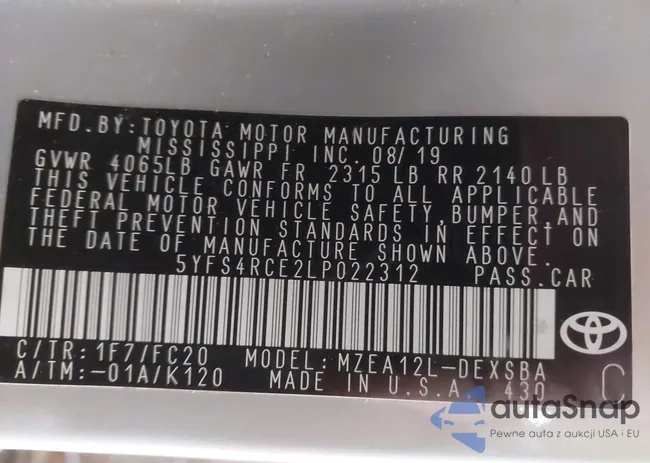 MFD.BY:TOYOTA MOTOR MANUFACTURING
MISSISSIPPI INC. 08/19
GVWR 4065LB GAWR FR 2315 LB RR 2140 LB
THIS VEHICLE CONFORMS TO ALL APPLICABLE
FEDERAL MOTOR VEHICLE SAFETY,BUMPER,AND
THEFT PREVENTION STANDARDS IN EFFECT ON
THE DATE OF MANUFACTURE SHOWN ABOVE.
5YFS4RCE2LP022312 PASS.CAR
C/TR:1F7/FC20 MODEL:MZEA12L-DEXSBA
A/TM:-01A/K120 MADE IN U.S.A. 430 C
autaSnap
Pewne auta z aukcji USA i EU